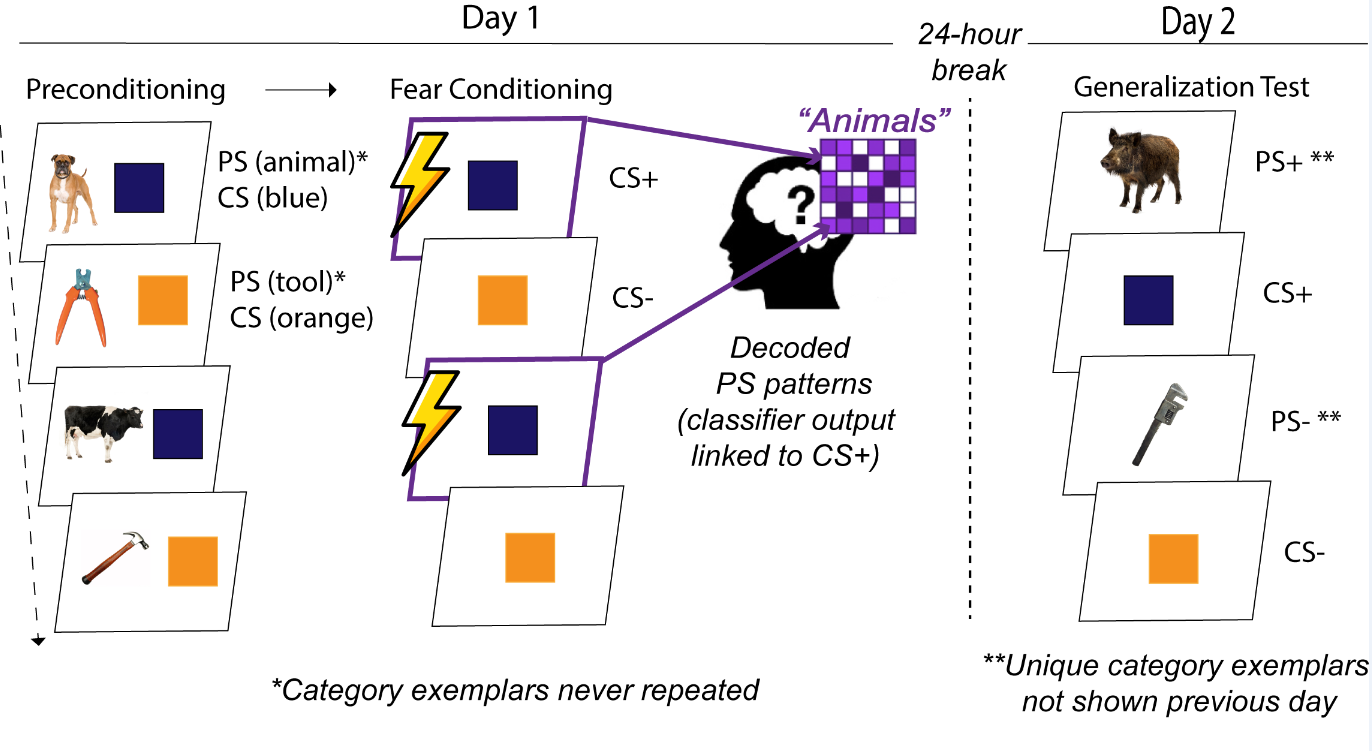 Day 1
24-hour
break
Day 2
Preconditioning
Fear Conditioning
Generalization Test
PS (animal)*
CS (blue)
PS (tool)*
CS (orange)
CS+
CS-
“Animals”
?
Decoded
PS patterns
(classifier output
linked to CS+)
PS+ **
CS+
PS- **
CS-
*Category exemplars never repeated
**Unique category exemplars
not shown previous day